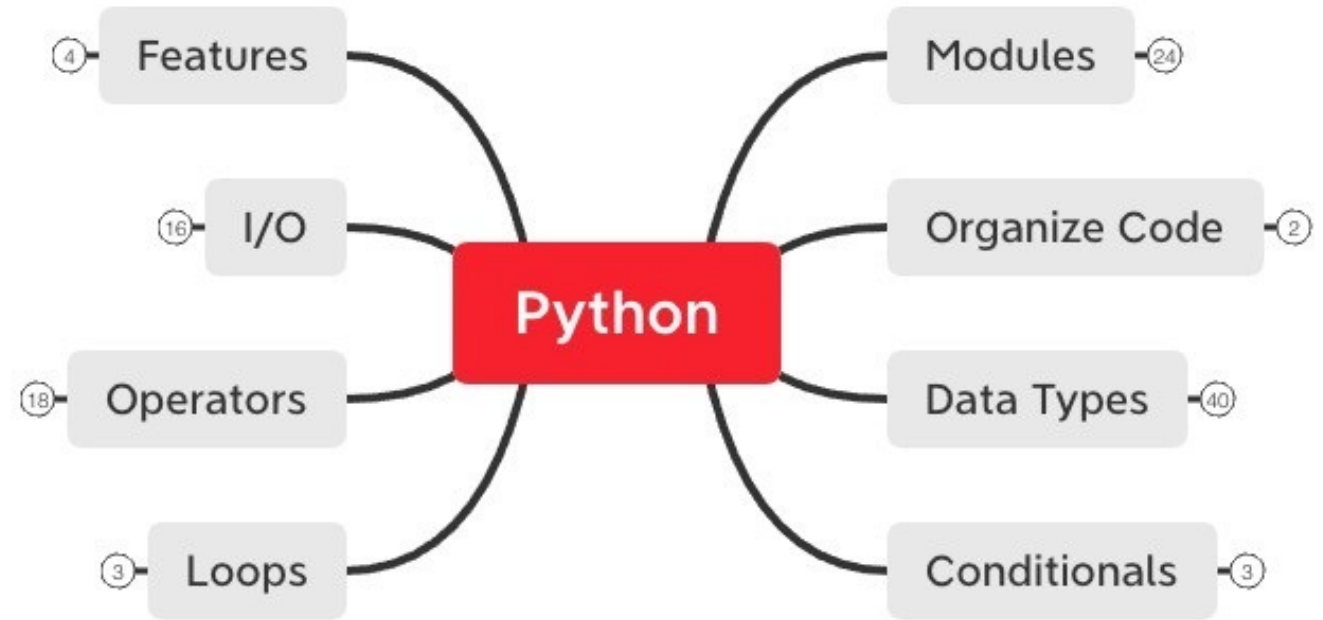 4 Features
Modules 24
16 I/O
Organize Code 2
Python
18 Operators
Data Types 40
3 Loops
Conditionals 3